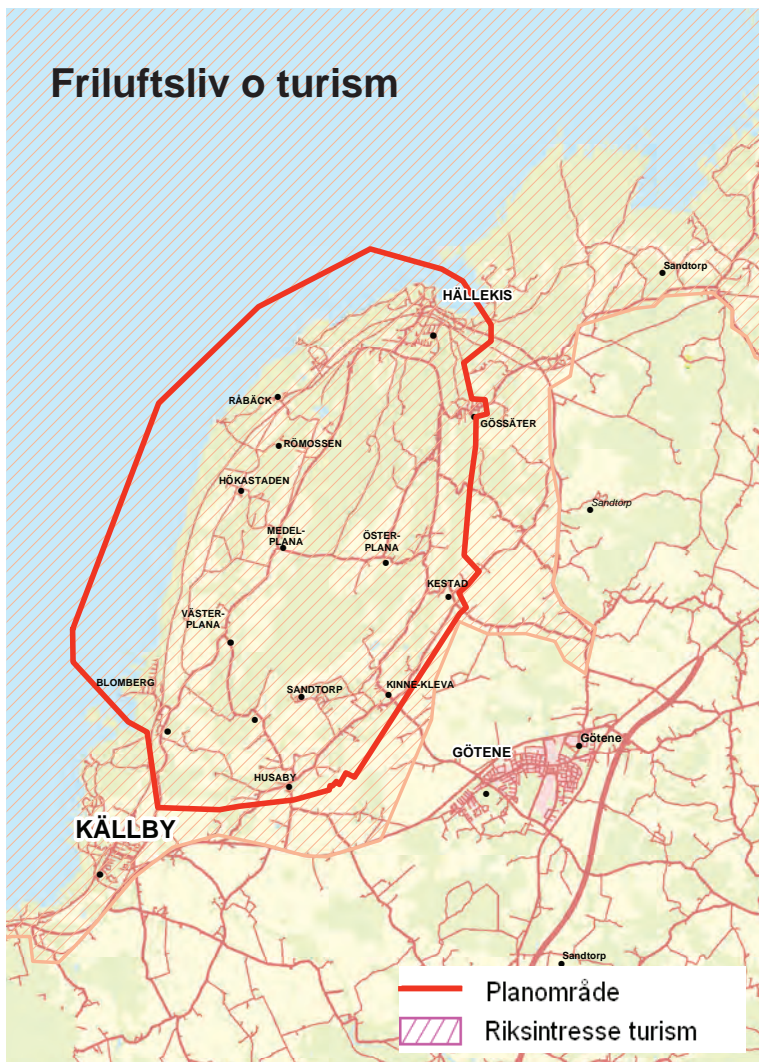 Friluftsliv o turism
Sandtorp
HÄLLEKIS
RÅBÄCK
GÖSSÄTER
RÖMOSSEN
HÖKASTADEN
Sandtorp
MEDEL-
PLANA
ÖSTER-
PLANA
KESTAD
VÄSTER-
PLANA
BLOMBERG
SANDTORP
KINNE-KLEVA
Götene
GÖTENE
HUSABY
KÄLLBY
Sandtorp
Planområde
Riksintresse turism